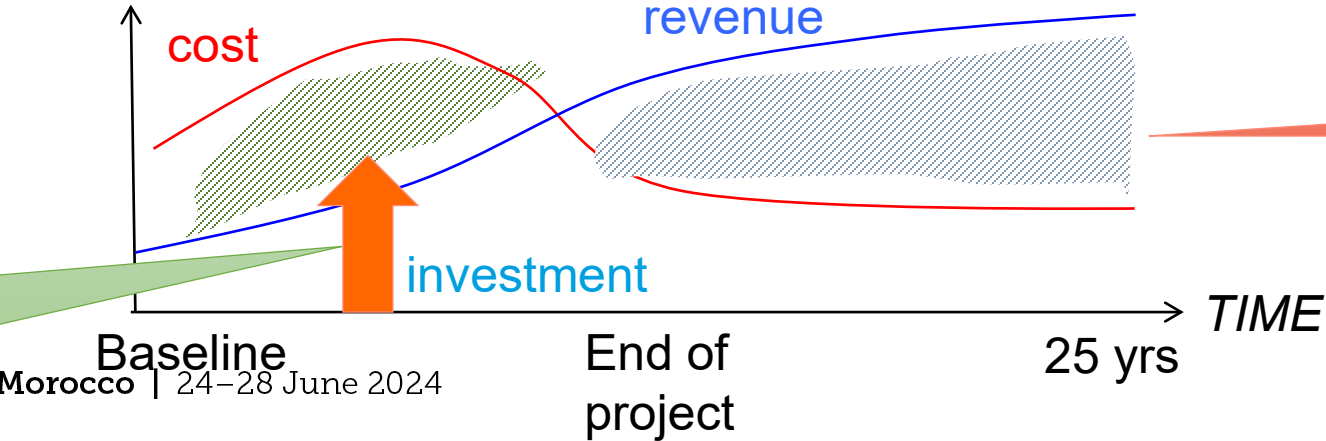 revenue
cost
investment
TIME
Baseline
End of
project
25 yrs
Morocco | 24–28 June 2024